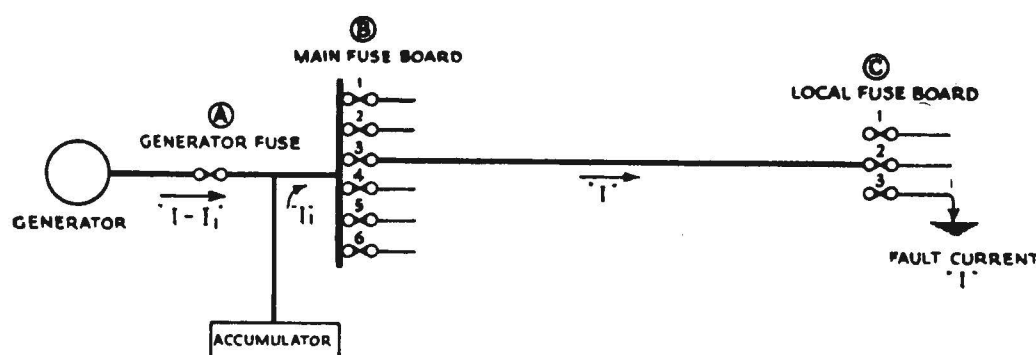 Ⓑ
MAIN FUSE BOARD
Ⓒ
LOCAL FUSE BOARD
Ⓐ
GENERATOR FUSE
1
2
3
4
5
6
1
2
3
"I - I₁"
I₁
"I"
GENERATOR
ACCUMULATOR
FAULT CURRENT
"I"